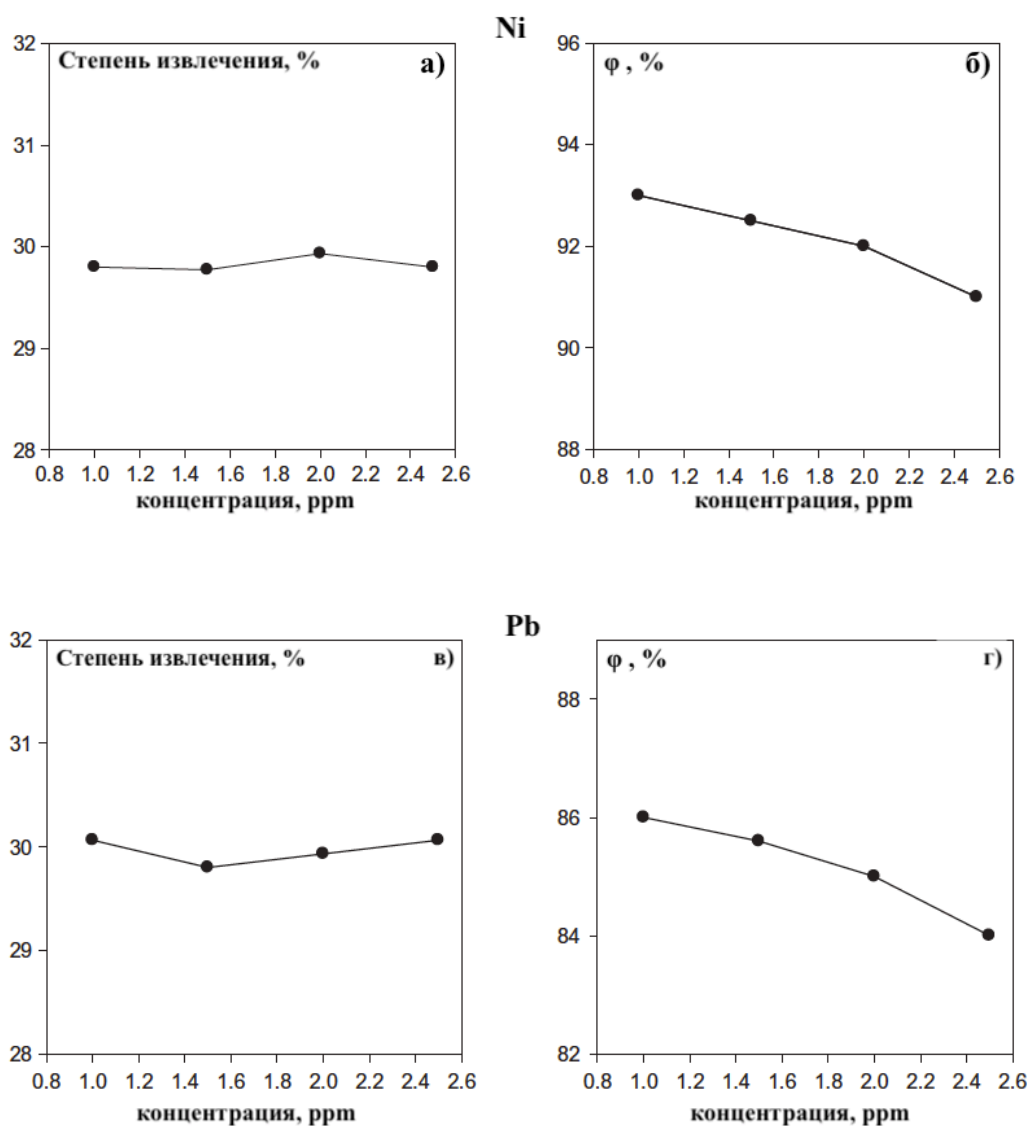 Ni
Степень извлечения, %
а)
32
31
30
29
28
0.8 1.0 1.2 1.4 1.6 1.8 2.0 2.2 2.4 2.6
концентрация, ppm
φ , %
б)
96
94
92
90
88
0.8 1.0 1.2 1.4 1.6 1.8 2.0 2.2 2.4 2.6
концентрация, ppm
Pb
Степень извлечения, %
в)
32
31
30
29
28
0.8 1.0 1.2 1.4 1.6 1.8 2.0 2.2 2.4 2.6
концентрация, ppm
φ , %
г)
88
86
84
82
0.8 1.0 1.2 1.4 1.6 1.8 2.0 2.2 2.4 2.6
концентрация, ppm